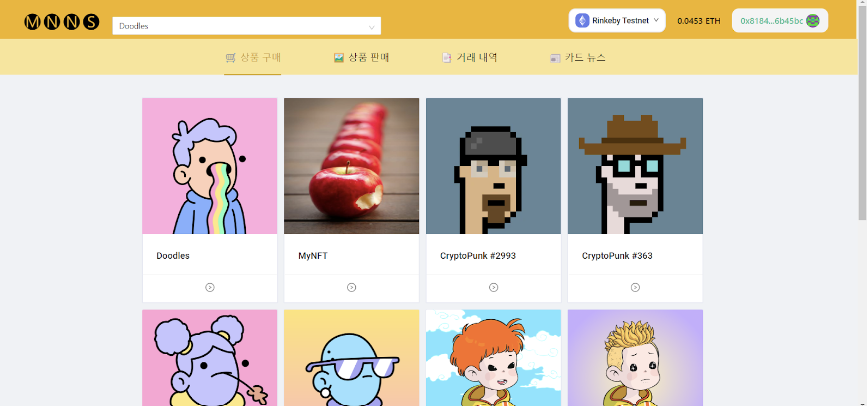 MNNS
Doodles
Rinkeby Testnet
0.0453 ETH
0x8184...6b45bc
상품 구매
상품 판매
거래 내역
카드 뉴스
Doodles
MyNFT
CryptoPunk #2993
CryptoPunk #363